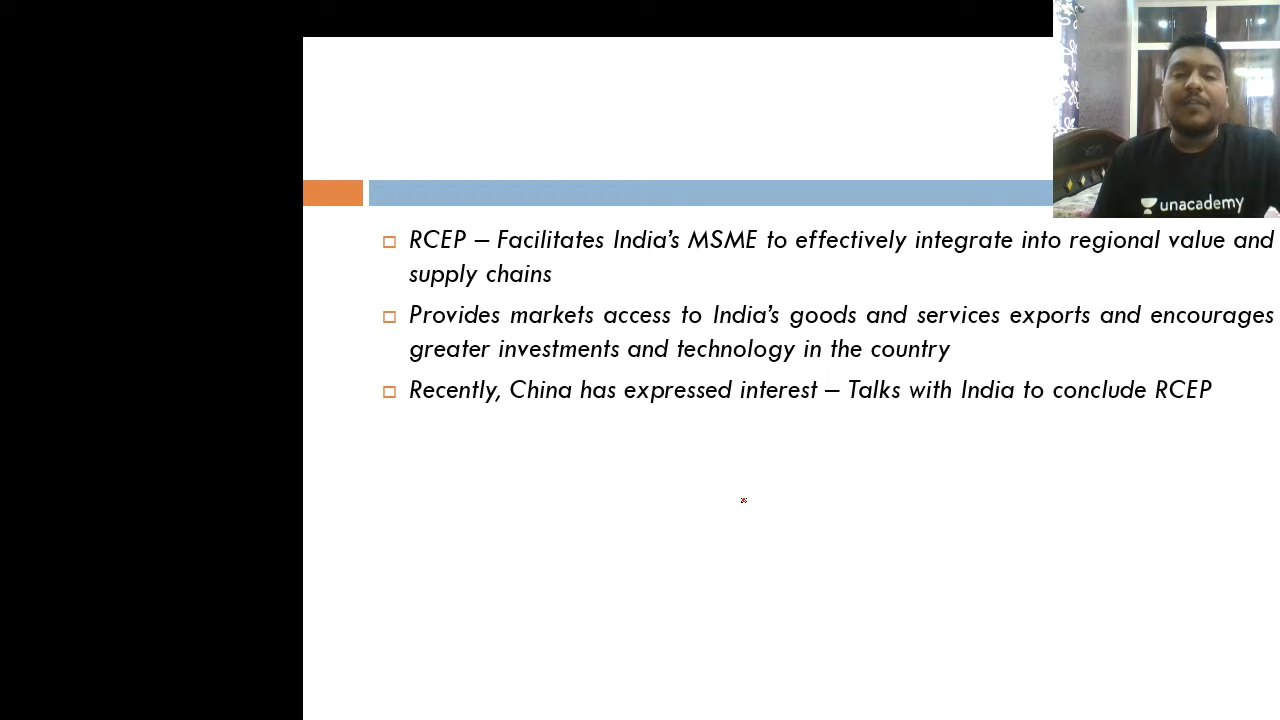 unacademy
RCEP – Facilitates India's MSME to effectively integrate into regional value and
supply chains
Provides markets access to India's goods and services exports and encourages
greater investments and technology in the country
Recently, China has expressed interest – Talks with India to conclude RCEP